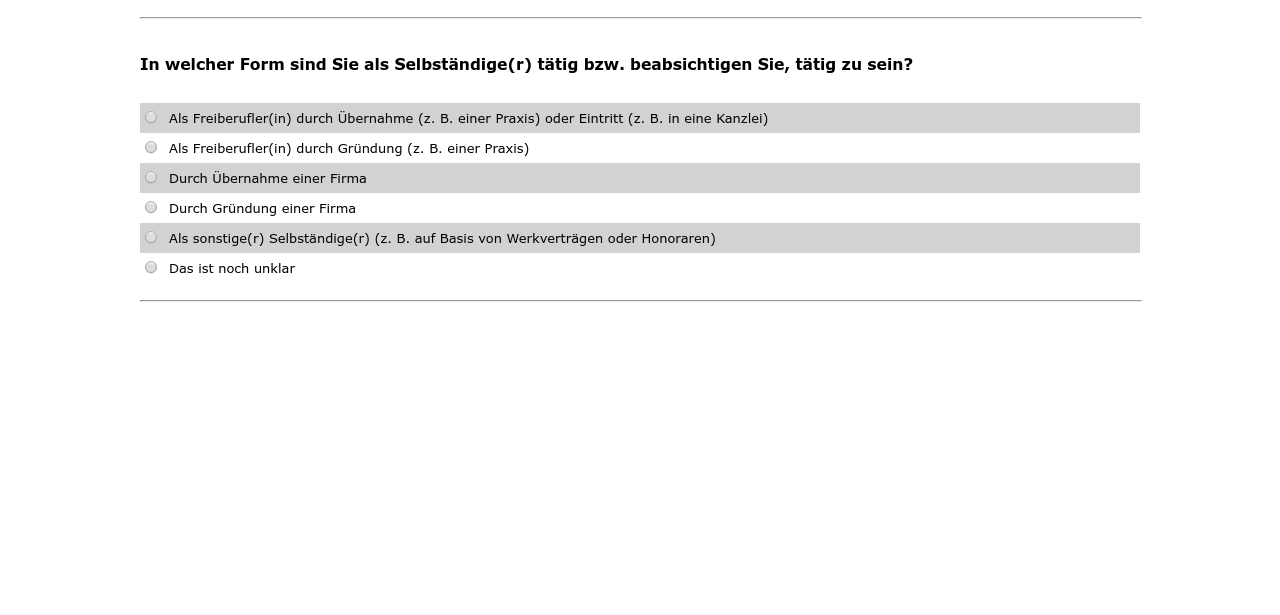 In welcher Form sind Sie als Selbständige(r) tätig bzw. beabsichtigen Sie, tätig zu sein?
Als Freiberufler(in) durch Übernahme (z. B. einer Praxis) oder Eintritt (z. B. in eine Kanzlei)
Als Freiberufler(in) durch Gründung (z. B. einer Praxis)
Durch Übernahme einer Firma
Durch Gründung einer Firma
Als sonstige(r) Selbständige(r) (z. B. auf Basis von Werkverträgen oder Honoraren)
Das ist noch unklar